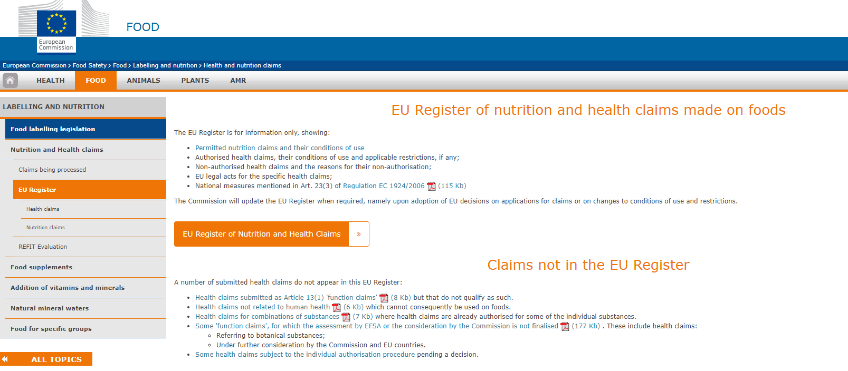 FOOD
European
Commission
European Commission > Food Safety > Food > Labelling and nutrition > Health and nutrition claims
HEALTH FOOD ANIMALS PLANTS AMR
LABELLING AND NUTRITION
Food labelling legislation
Nutrition and Health claims
Claims being processed
EU Register
Health claims
Nutrition claims
REFIT Evaluation
Food supplements
Addition of vitamins and minerals
Natural mineral waters
Food for specific groups
ALL TOPICS
EU Register of nutrition and health claims made on foods
The EU Register is for information only, showing:
Permitted nutrition claims and their conditions of use
Authorised health claims, their conditions of use and applicable restrictions, if any;
Non-authorised health claims and the reasons for their non-authorisation;
EU legal acts for the specific health claims;
National measures mentioned in Art. 23(3) of Regulation EC 1924/2006 (115 Kb)
The Commission will update the EU Register when required, namely upon adoption of EU decisions on applications for claims or on changes to conditions of use and restrictions.
EU Register of Nutrition and Health Claims »
Claims not in the EU Register
A number of submitted health claims do not appear in this EU Register:
Health claims submitted as Article 13(1) 'function claims' (8 Kb) but that do not qualify as such.
Health claims not related to human health (6 Kb) which cannot consequently be used on foods.
Health claims for combinations of substances (7 Kb) where health claims are already authorised for some of the individual substances.
Some 'function claims', for which the assessment by EFSA or the consideration by the Commission is not finalised (177 Kb) . These include health claims:
Referring to botanical substances;
Under further consideration by the Commission and EU countries.
Some health claims subject to the individual authorisation procedure pending a decision.